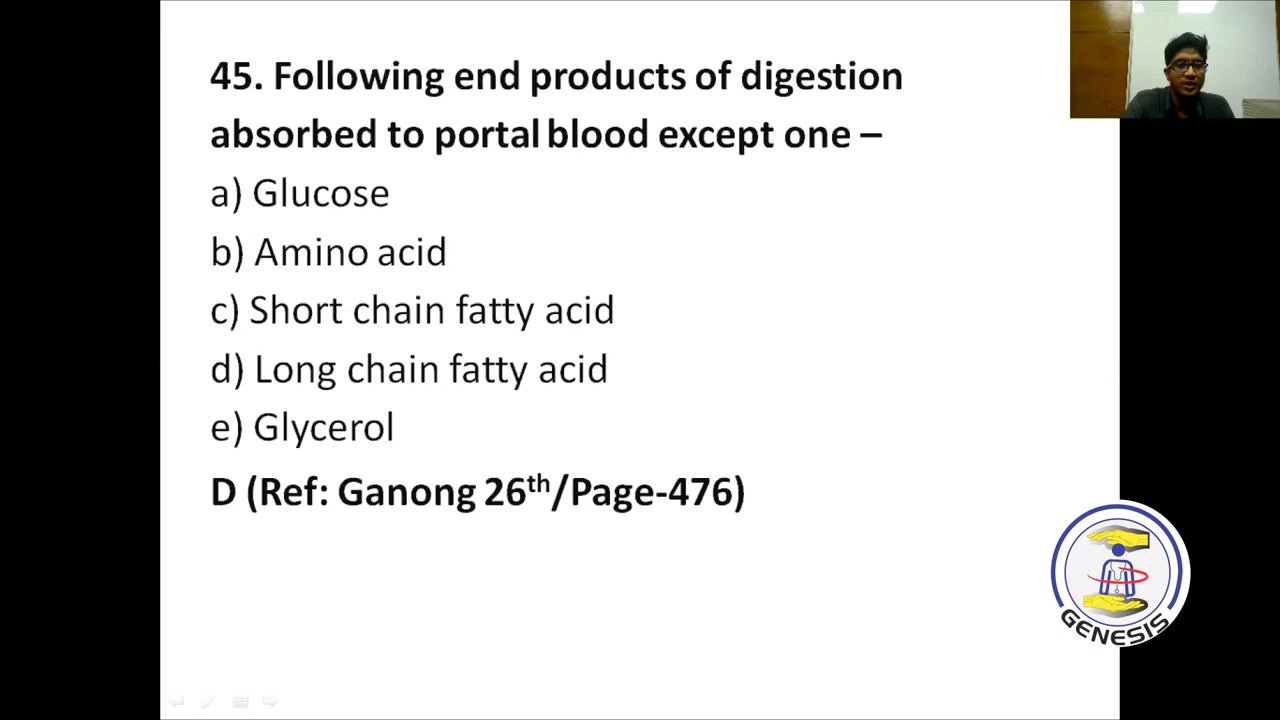 45. Following end products of digestion
absorbed to portal blood except one –
a) Glucose
b) Amino acid
c) Short chain fatty acid
d) Long chain fatty acid
e) Glycerol
D (Ref: Ganong 26th/Page-476)
GENESIS